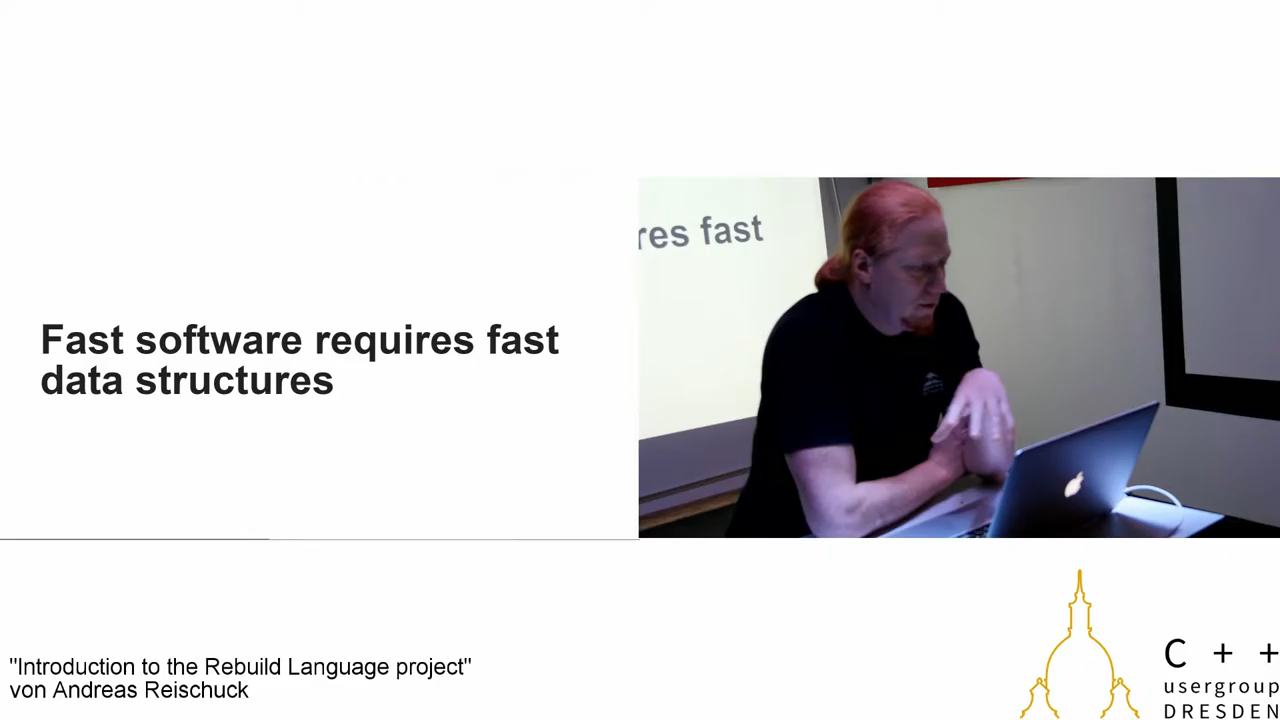 Fast software requires fast
data structures
res fast
"Introduction to the Rebuild Language project"
von Andreas Reischuck
C + +
usergroup
DRESDEN